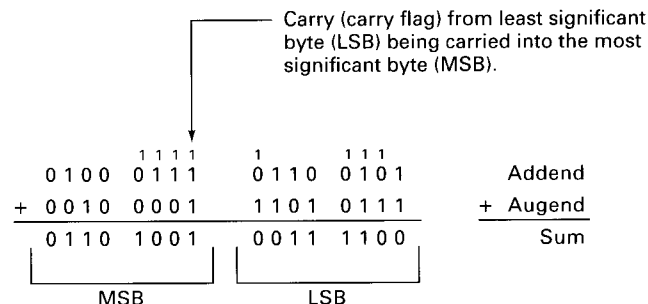 Carry (carry flag) from least significant
byte (LSB) being carried into the most
significant byte (MSB).
1 1 1 1 1 1 1 1
0 1 0 0 0 1 1 1 0 1 1 0 0 1 0 1 Addend
+ 0 0 1 0 0 0 0 1 1 1 0 1 0 1 1 1 + Augend
0 1 1 0 1 0 0 1 0 0 1 1 1 1 0 0 Sum
MSB LSB